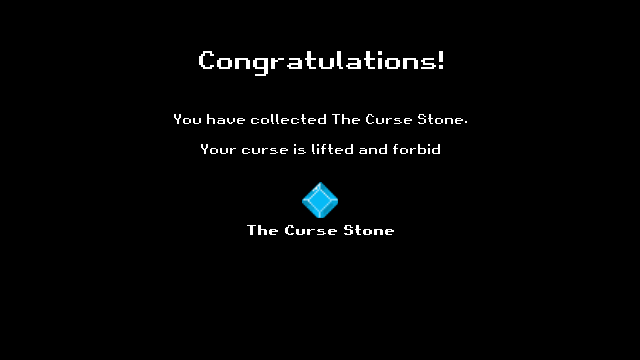 Congratulations!
You have collected The Curse Stone.
Your curse is lifted and forbid
The Curse Stone